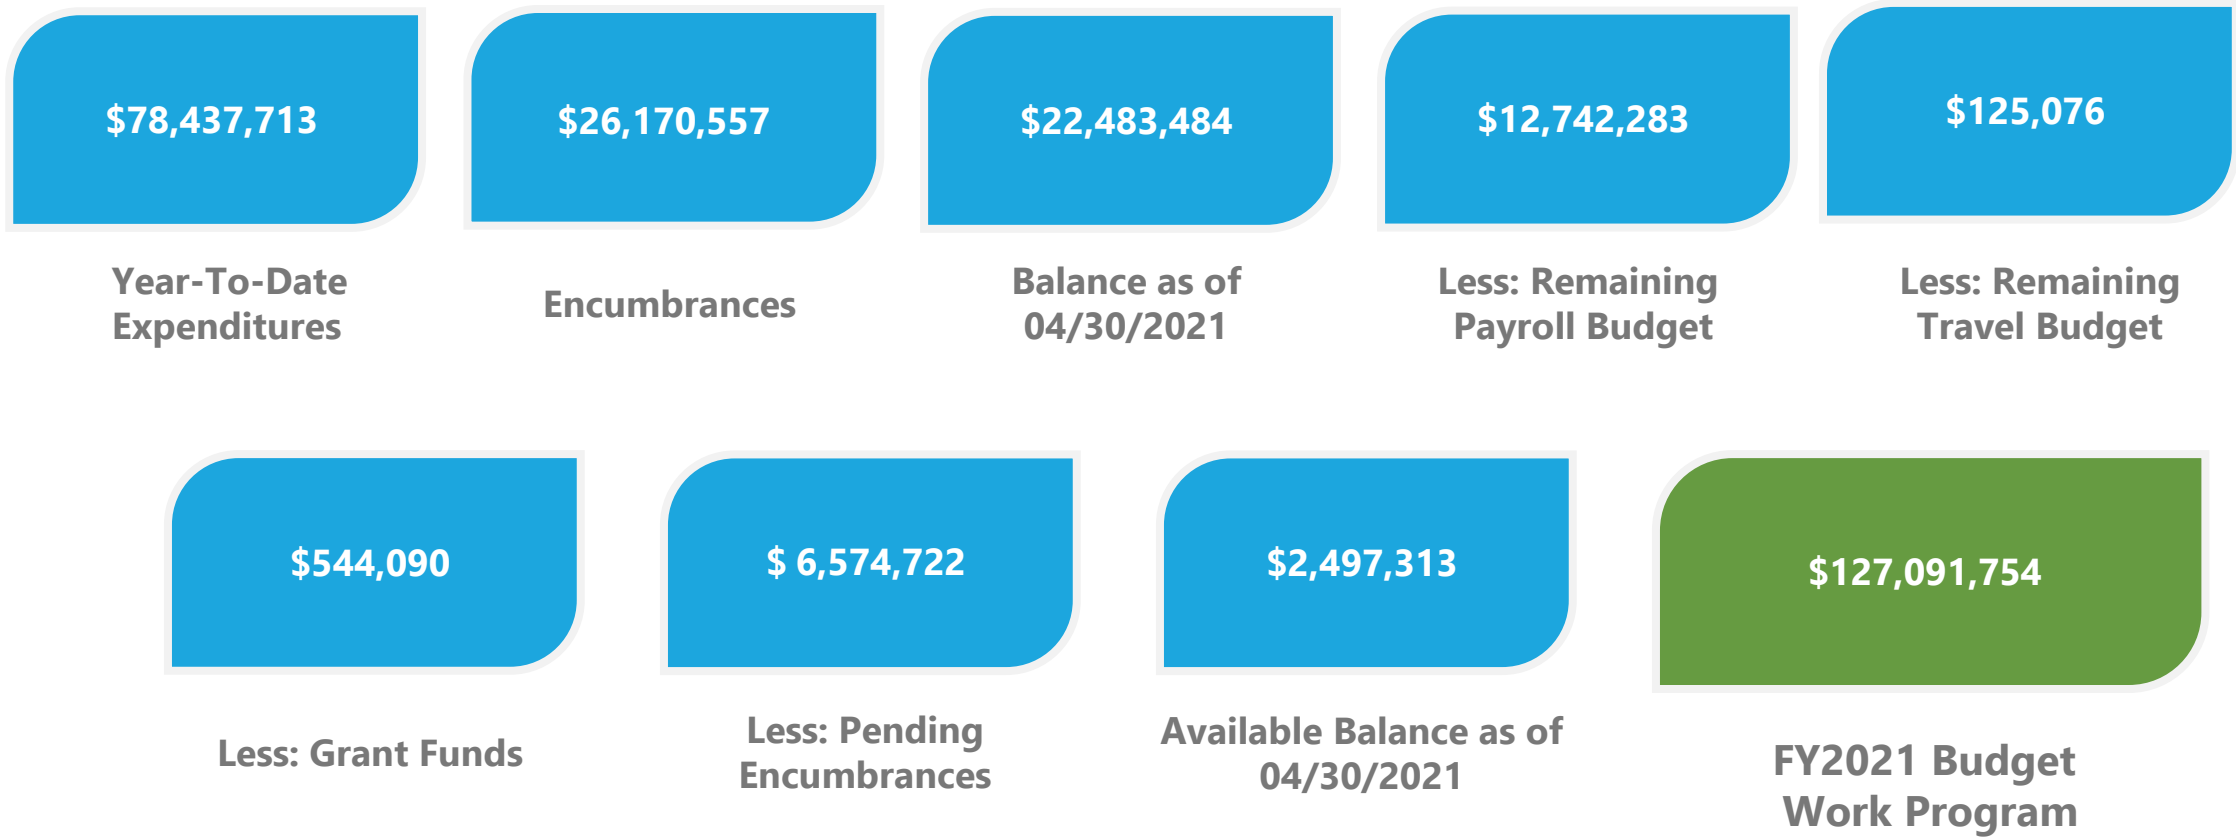 $78,437,713
Year-To-Date
Expenditures
$26,170,557
Encumbrances
$22,483,484
Balance as of
04/30/2021
$12,742,283
Less: Remaining
Payroll Budget
$125,076
Less: Remaining
Travel Budget
$544,090
Less: Grant Funds
$ 6,574,722
Less: Pending
Encumbrances
$2,497,313
Available Balance as of
04/30/2021
$127,091,754
FY2021 Budget
Work Program